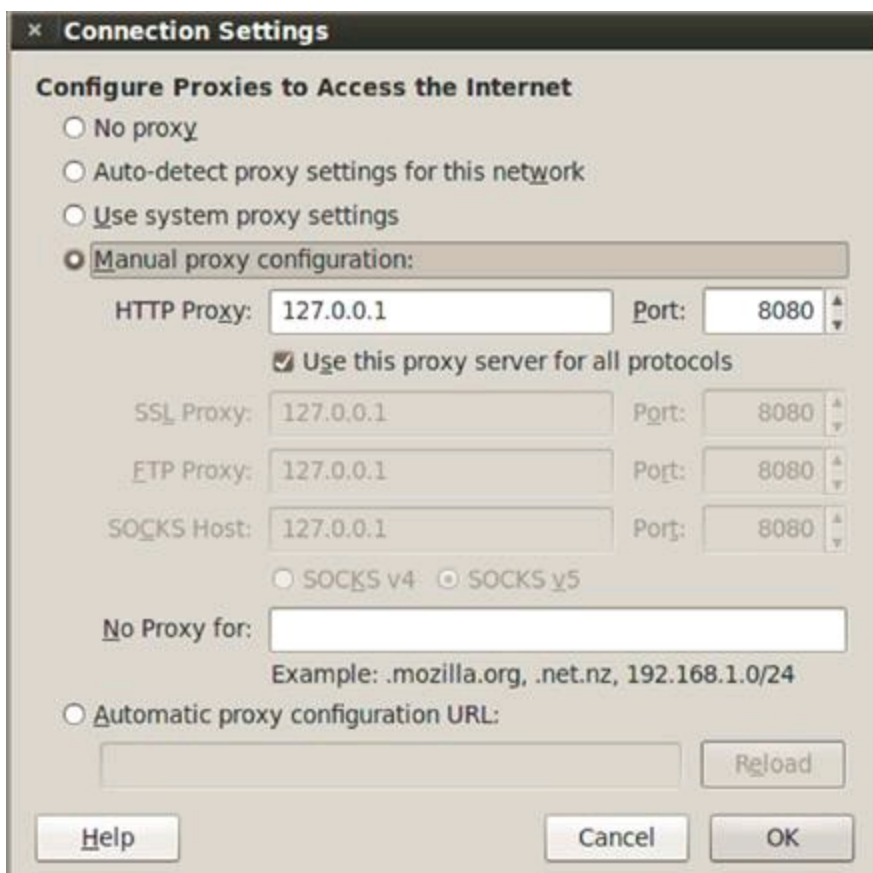 × Connection Settings
Configure Proxies to Access the Internet
No proxy
Auto-detect proxy settings for this network
Use system proxy settings
Manual proxy configuration:
HTTP Proxy: 127.0.0.1 Port: 8080
Use this proxy server for all protocols
SSL Proxy: 127.0.0.1 Port: 8080
FTP Proxy: 127.0.0.1 Port: 8080
SOCKS Host: 127.0.0.1 Port: 8080
SOCKS v4 SOCKS v5
No Proxy for:
Example: .mozilla.org, .net.nz, 192.168.1.0/24
Automatic proxy configuration URL:
Reload
Help Cancel OK